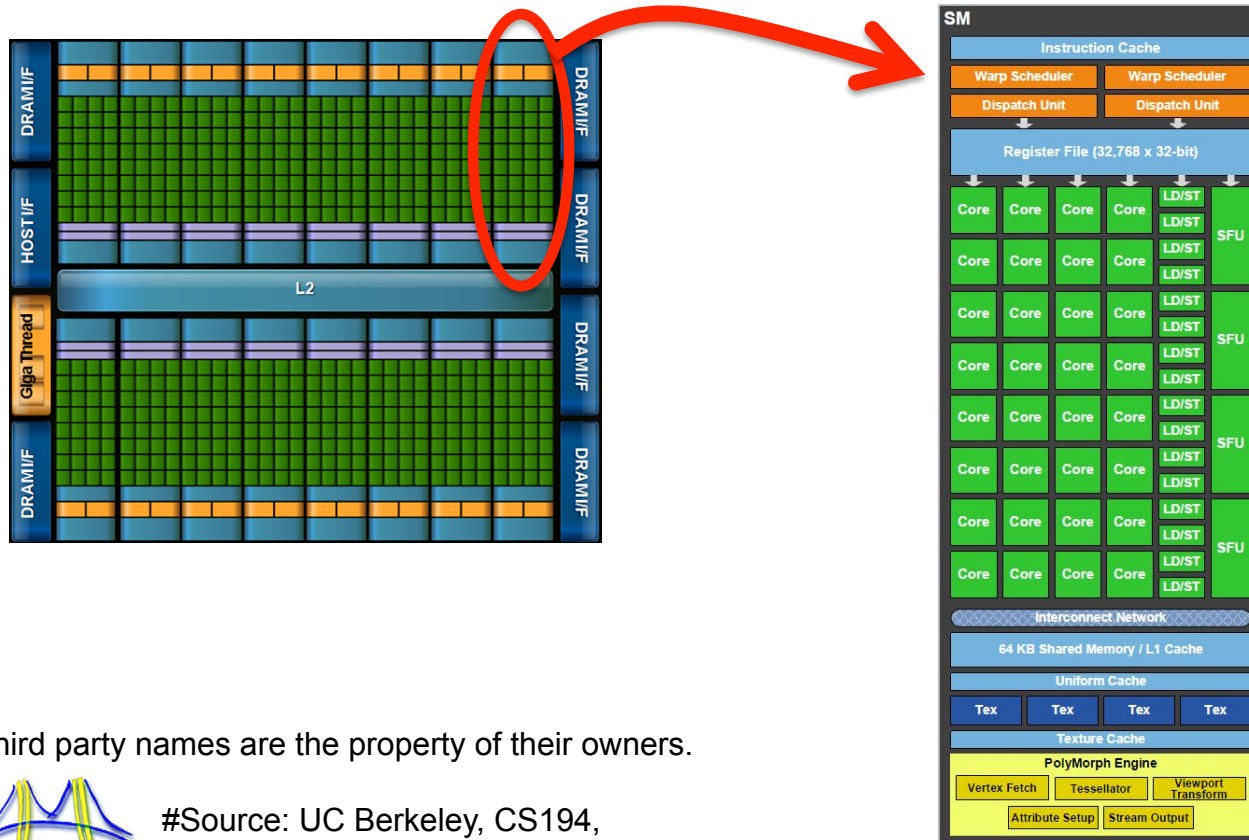 DRAM I/F
HOST I/F
Giga Thread
DRAM I/F
L2
DRAM I/F
DRAM I/F
DRAM I/F
DRAM I/F
SM
Instruction Cache
Warp Scheduler Warp Scheduler
Dispatch Unit Dispatch Unit
Register File (32,768 x 32-bit)
Core Core Core Core LD/ST LD/ST SFU
Core Core Core Core LD/ST LD/ST
Core Core Core Core LD/ST LD/ST SFU
Core Core Core Core LD/ST LD/ST
Core Core Core Core LD/ST LD/ST SFU
Core Core Core Core LD/ST LD/ST
Core Core Core Core LD/ST LD/ST SFU
Core Core Core Core LD/ST LD/ST
Interconnect Network
64 KB Shared Memory / L1 Cache
Uniform Cache
Tex Tex Tex Tex
Texture Cache
PolyMorph Engine
Vertex Fetch Tessellator Viewport Transform
Attribute Setup Stream Output
hird party names are the property of their owners.
#Source: UC Berkeley, CS194,